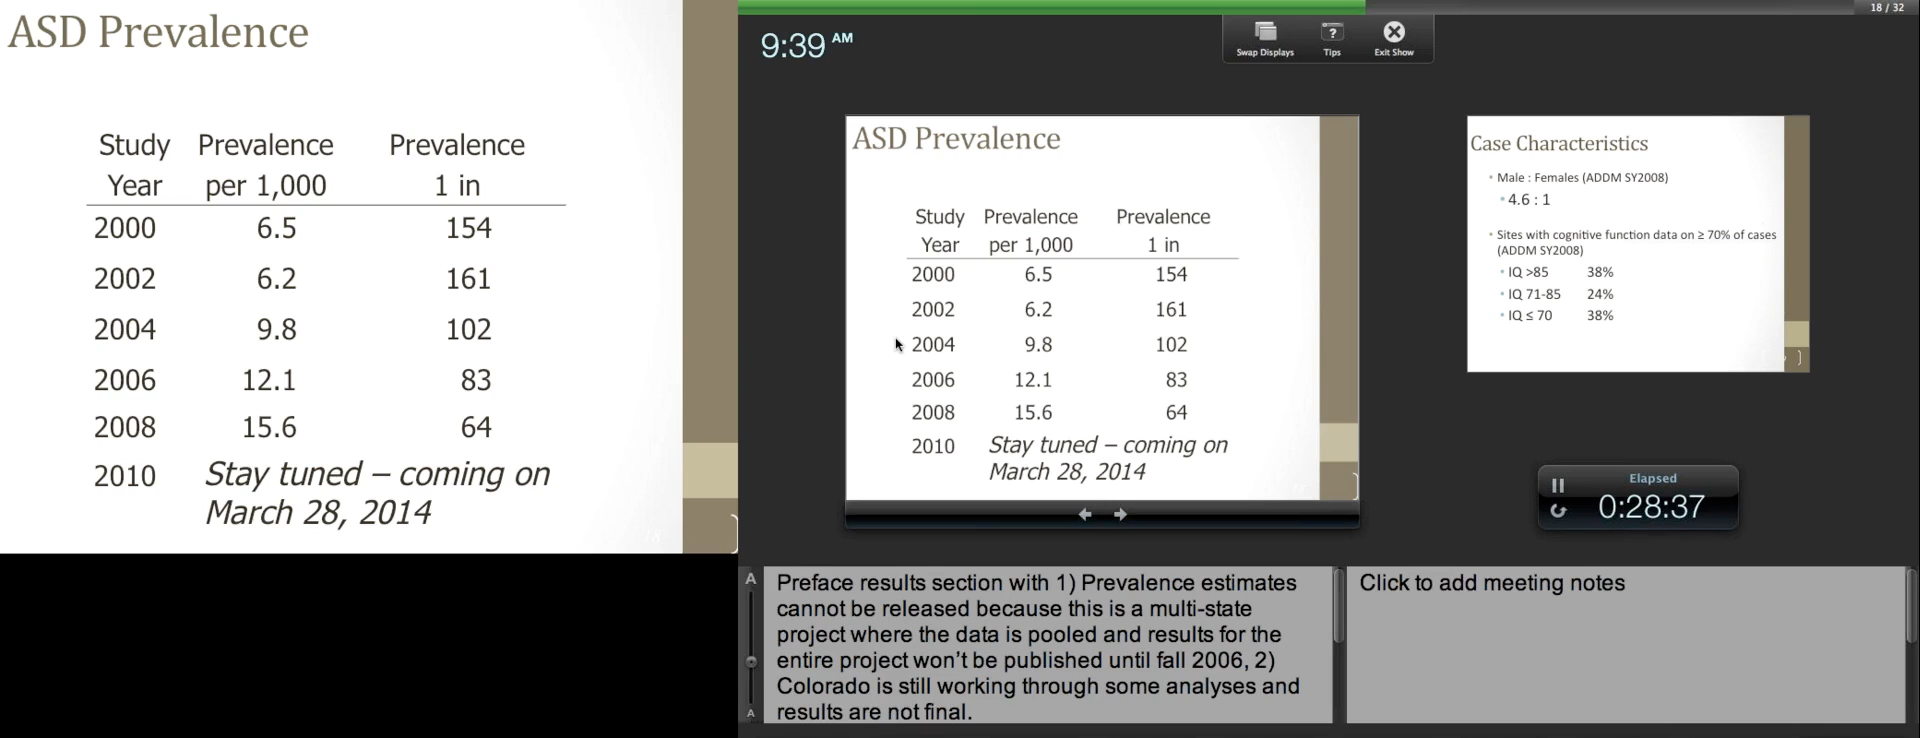 ASD Prevalence
Study Prevalence Prevalence
Year per 1,000 1 in
2000 6.5 154
2002 6.2 161
2004 9.8 102
2006 12.1 83
2008 15.6 64
2010 Stay tuned – coming on
March 28, 2014
18 / 32
9:39 AM
Swap Displays Tips Exit Show
ASD Prevalence
Study Prevalence Prevalence
Year per 1,000 1 in
2000 6.5 154
2002 6.2 161
2004 9.8 102
2006 12.1 83
2008 15.6 64
2010 Stay tuned – coming on
March 28, 2014
Case Characteristics
• Male : Females (ADDM SY2008)
• 4.6 : 1
• Sites with cognitive function data on ≥ 70% of cases
(ADDM SY2008)
• IQ >85 38%
• IQ 71-85 24%
• IQ ≤ 70 38%
Elapsed
0:28:37
A
A
Preface results section with 1) Prevalence estimates
cannot be released because this is a multi-state
project where the data is pooled and results for the
entire project won’t be published until fall 2006, 2)
Colorado is still working through some analyses and
results are not final.
Click to add meeting notes